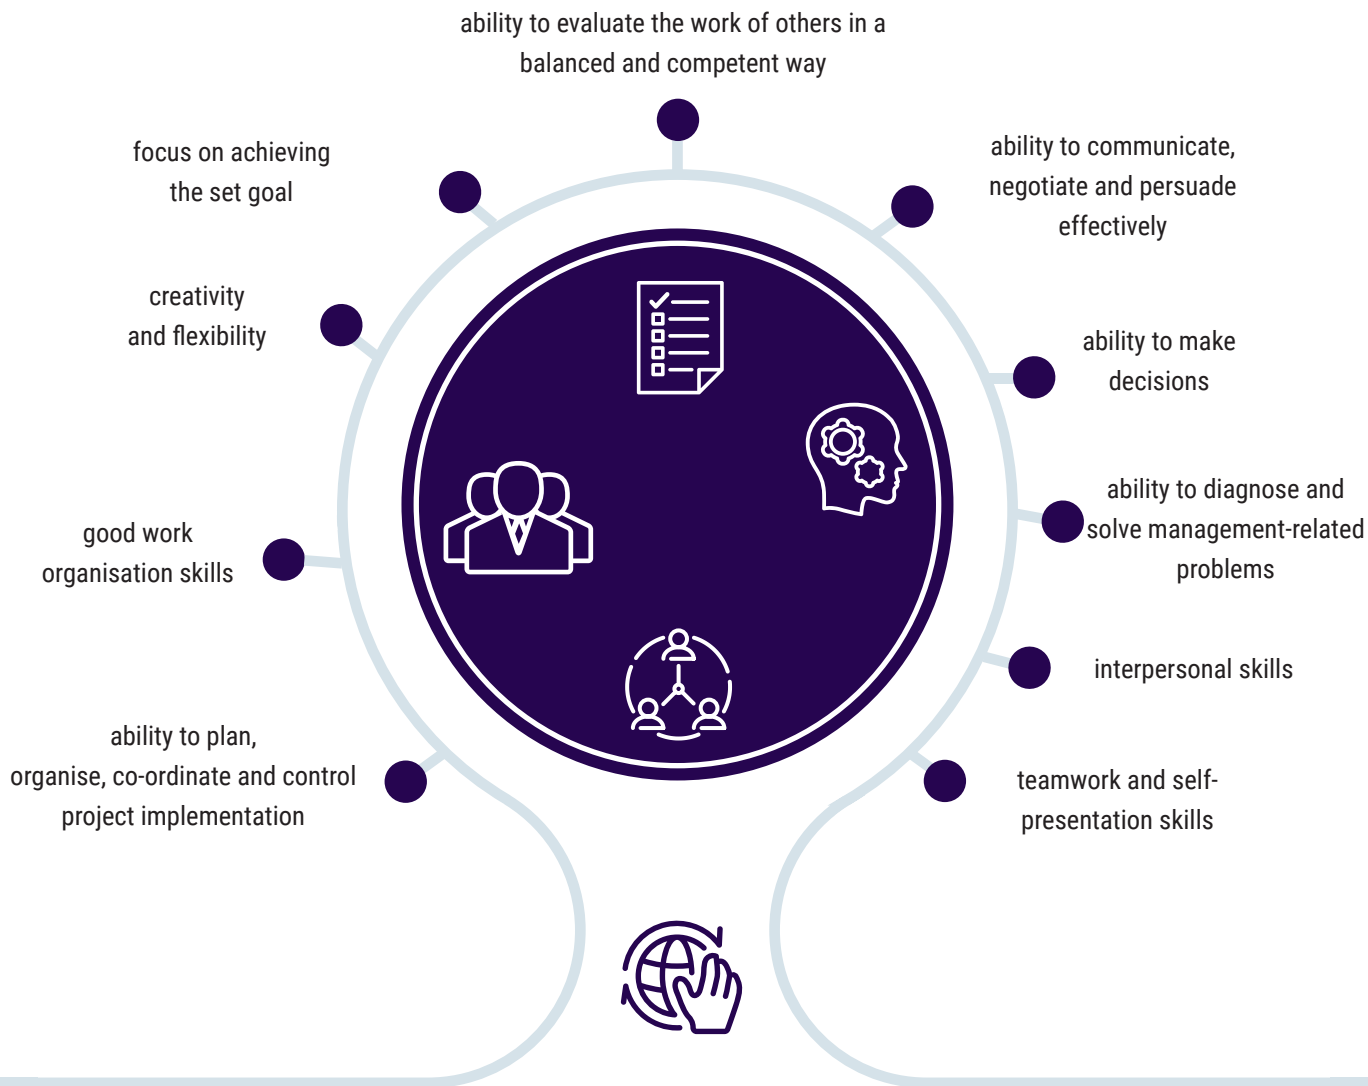 ability to evaluate the work of others in a
balanced and competent way
focus on achieving
the set goal
ability to communicate,
negotiate and persuade
effectively
creativity
and flexibility
ability to make
decisions
ability to diagnose and
solve management-related
problems
good work
organisation skills
interpersonal skills
ability to plan,
organise, co-ordinate and control
project implementation
teamwork and self-
presentation skills